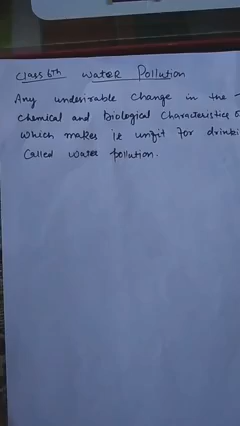 Class 6th Water Pollution
Any undesirable change in the
chemical and biological characteristics
which makes it unfit for
Called water pollution.